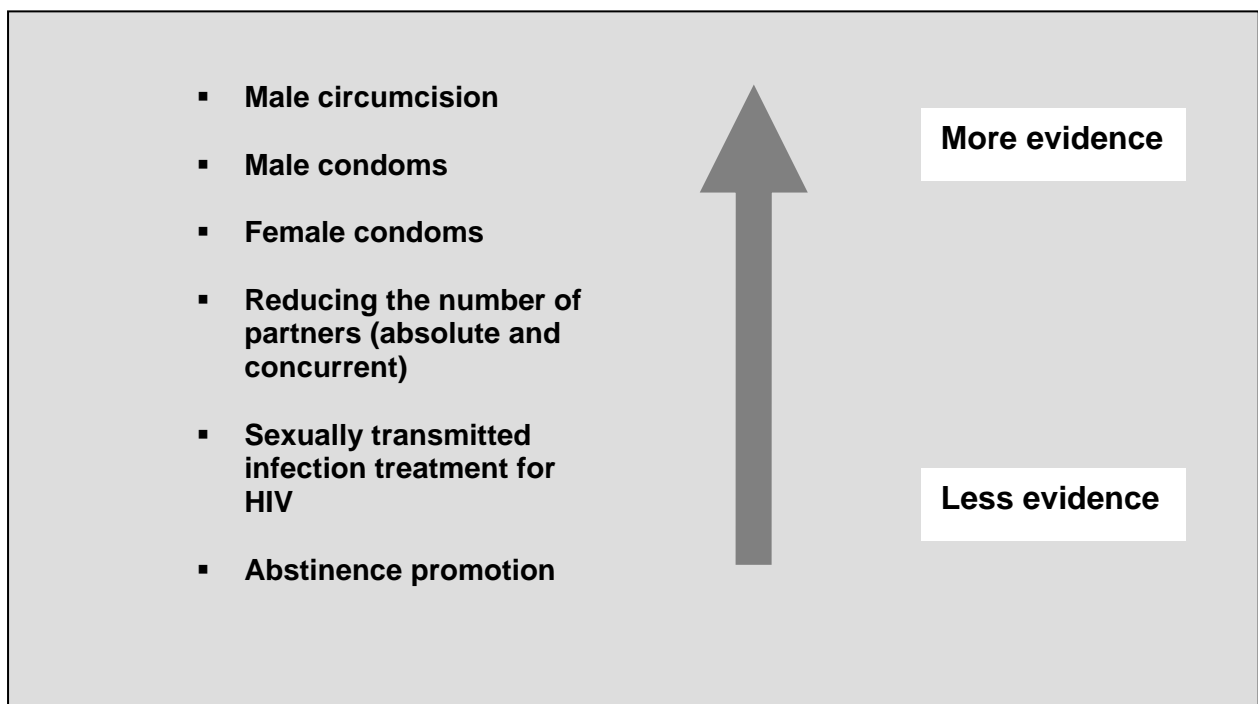 ▪ Male circumcision
▪ Male condoms
▪ Female condoms
▪ Reducing the number of
partners (absolute and
concurrent)
▪ Sexually transmitted
infection treatment for
HIV
▪ Abstinence promotion
More evidence
Less evidence